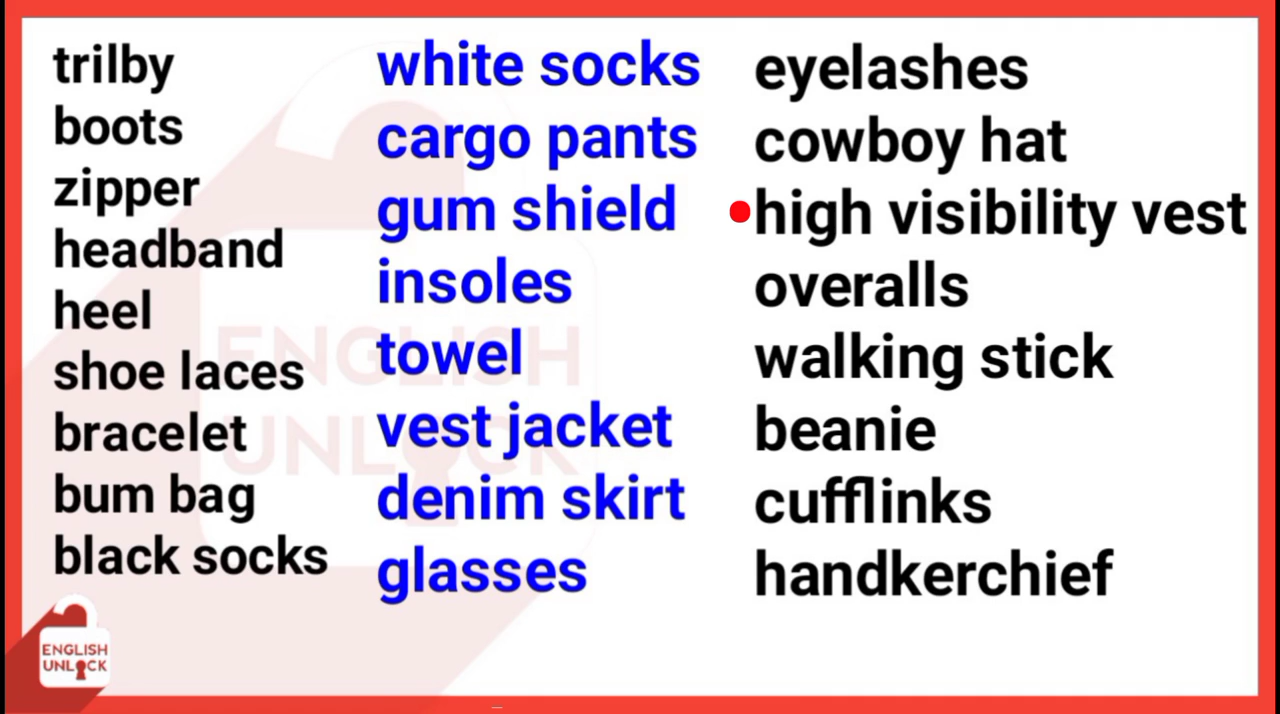 trilby
boots
zipper
headband
heel
shoe laces
bracelet
bum bag
black socks
white socks
cargo pants
gum shield
insoles
towel
vest jacket
denim skirt
glasses
eyelashes
cowboy hat
high visibility vest
overalls
walking stick
beanie
cufflinks
handkerchief
ENGLISH
UNLOCK
ENGLISH
UNLOCK